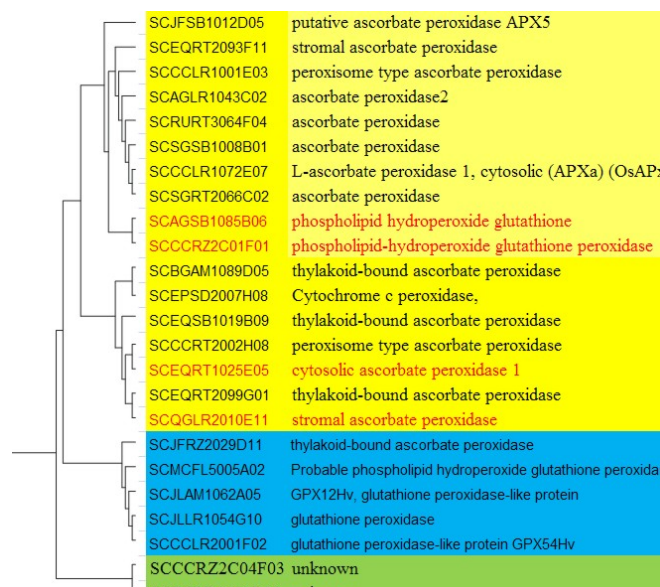 SCJFSB1012D05 putative ascorbate peroxidase APX5
SCEQRT2093F11 stromal ascorbate peroxidase
SCCCLR1001E03 peroxisome type ascorbate peroxidase
SCAGLR1043C02 ascorbate peroxidase2
SCRURT3064F04 ascorbate peroxidase
SCSGSB1008B01 ascorbate peroxidase
SCCCLR1072E07 L-ascorbate peroxidase 1, cytosolic (APXa) (OsAPx
SCSGRT2066C02 ascorbate peroxidase
SCAGSB1085B06 phospholipid hydroperoxide glutathione
SCCCRZ2C01F01 phospholipid-hydroperoxide glutathione peroxidase
SCBGAM1089D05 thylakoid-bound ascorbate peroxidase
SCEPSD2007H08 Cytochrome c peroxidase,
SCEQSB1019B09 thylakoid-bound ascorbate peroxidase
SCCCRT2002H08 peroxisome type ascorbate peroxidase
SCEQRT1025E05 cytosolic ascorbate peroxidase 1
SCEQRT2099G01 thylakoid-bound ascorbate peroxidase
SCQGLR2010E11 stromal ascorbate peroxidase
SCJFRZ2029D11 thylakoid-bound ascorbate peroxidase
SCMCFL5005A02 Probable phospholipid hydroperoxide glutathione peroxida
SCJLAM1062A05 GPX12Hv, glutathione peroxidase-like protein
SCJLLR1054G10 glutathione peroxidase
SCCCLR2001F02 glutathione peroxidase-like protein GPX54Hv
SCCCRZ2C04F03 unknown